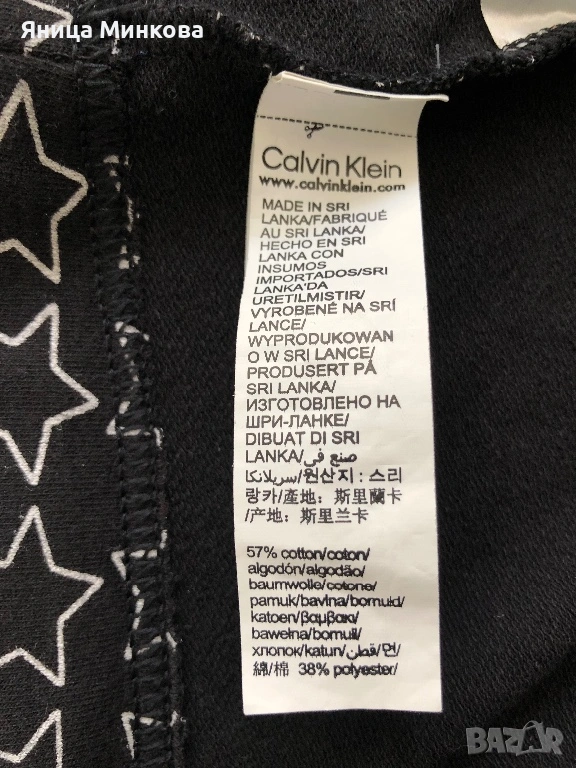 Яница Минкова
Calvin Klein
www.calvinklein.com
MADE IN SRI
LANKA/FABRIQUÉ
AU SRI LANKA/
HECHO EN SRI
LANKA CON
INSUMOS
IMPORTADOS/SRI
LANKA'DA
URETILMISTIR/
VYROBENÉ NA SRÍ
LANCE/
WYPRODUKOWAN
O W SRI LANCE/
PRODUSERT PÅ
SRI LANKA/
ИЗГОТОВЛЕНО НА
ШРИ-ЛАНКЕ/
DIBUAT DI SRI
LANKA/صنع في
سريلانكا/원산지 : 스리
랑카/產地：斯里蘭卡
/产地：斯里兰卡
57% cotton/coton/
algodón/algodão/
baumwolle/cotone/
pamuk/bavlna/bomuld/
katoen/βαμβακι/
bawełna/bomull/
хлопок/katun/قطن/면/
綿/棉 38% polyester/
BAZAR